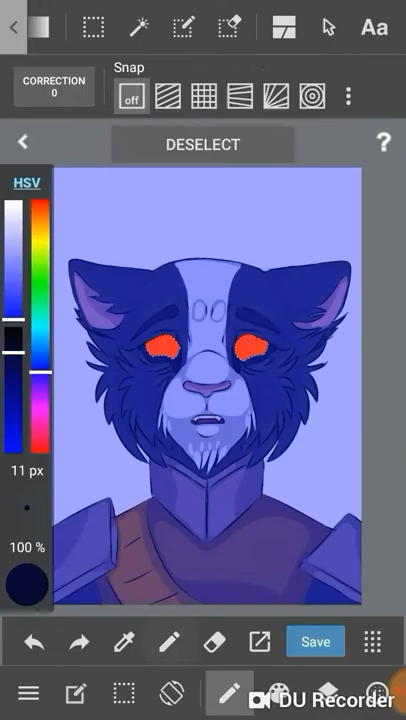 Aa
CORRECTION
0
Snap
off
DESELECT
?
HSV
11 px
100 %
Save
DU Recorder